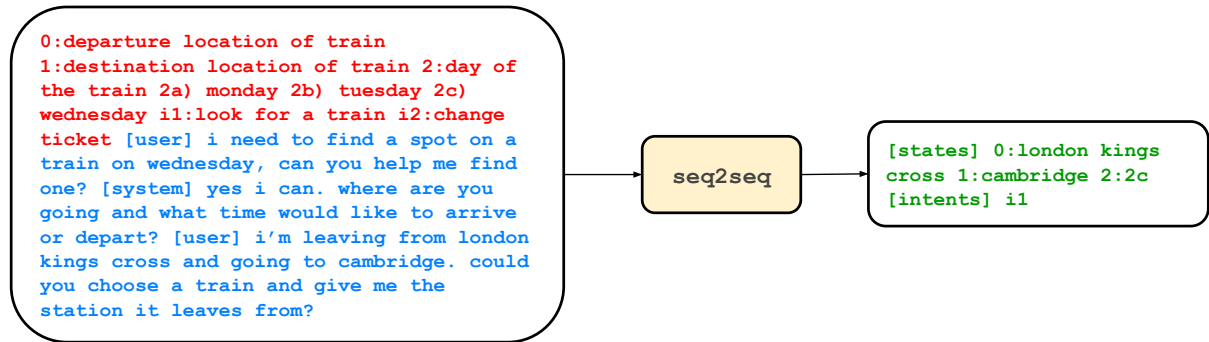 0:departure location of train
1:destination location of train 2:day of
the train 2a) monday 2b) tuesday 2c)
wednesday i1:look for a train i2:change
ticket [user] i need to find a spot on a
train on wednesday, can you help me find
one? [system] yes i can. where are you
going and what time would like to arrive
or depart? [user] i’m leaving from london
kings cross and going to cambridge. could
you choose a train and give me the
station it leaves from?
seq2seq
[states] 0:london kings
cross 1:cambridge 2:2c
[intents] i1